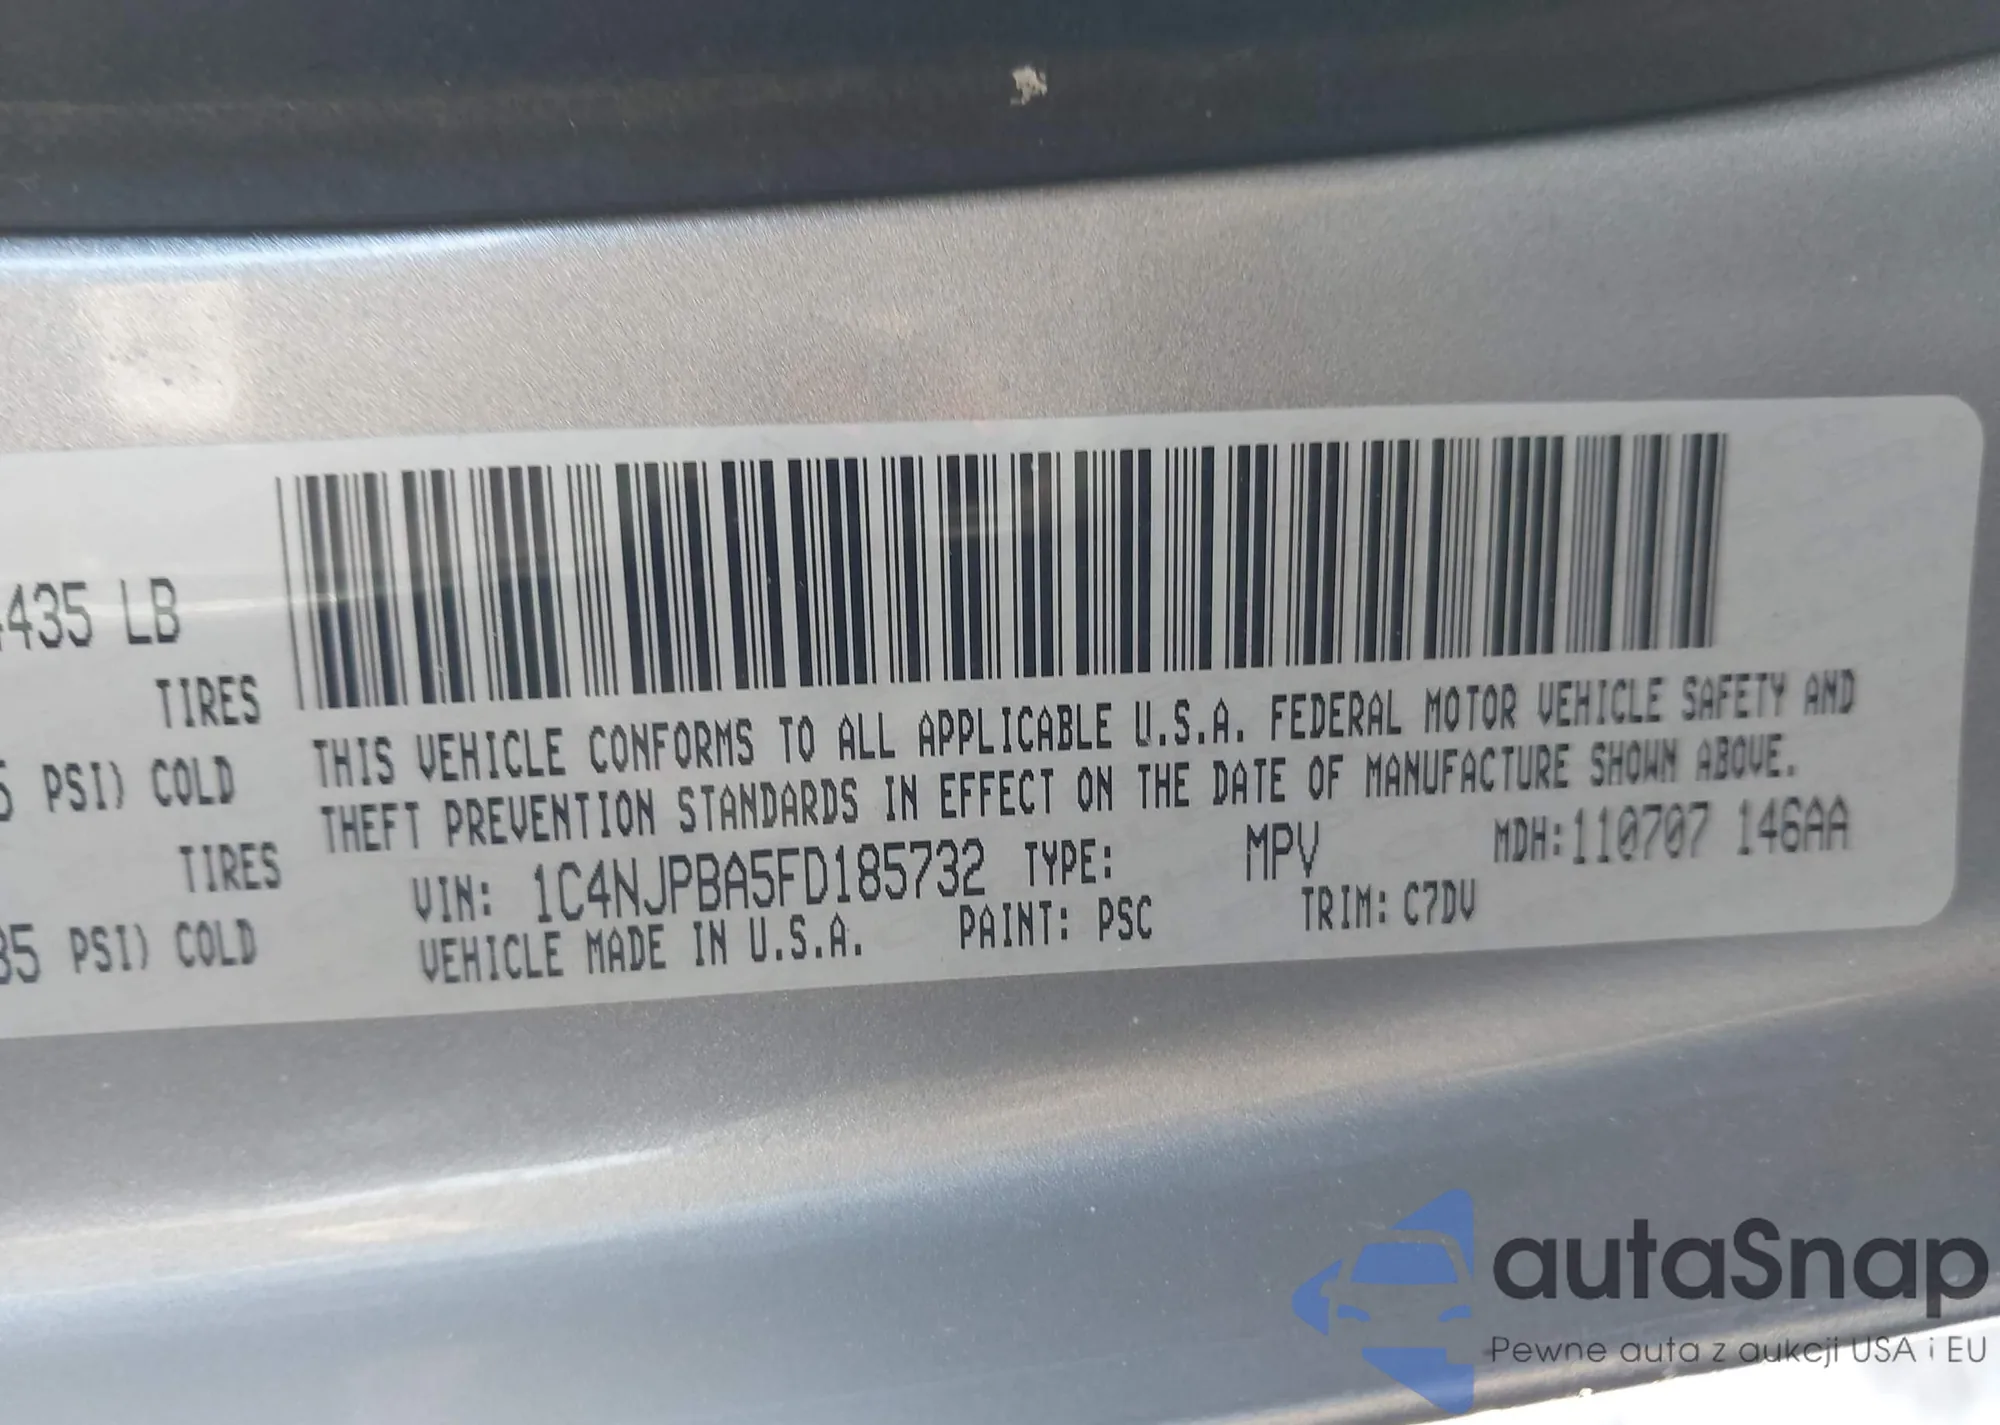 435 LB
TIRES
5 PSI) COLD
TIRES
35 PSI) COLD
THIS VEHICLE CONFORMS TO ALL APPLICABLE U.S.A. FEDERAL MOTOR VEHICLE SAFETY AND
THEFT PREVENTION STANDARDS IN EFFECT ON THE DATE OF MANUFACTURE SHOWN ABOVE.
VIN: 1C4NJPBA5FD185732 TYPE: MPV MDH:110707 146AA
VEHICLE MADE IN U.S.A. PAINT: PSC TRIM: C7DV
autaSnap
Pewne auta z aukcji USA i EU